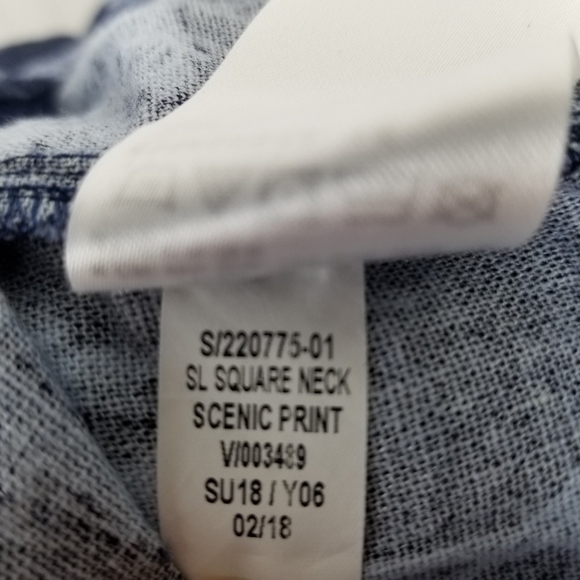 S/220775-01
SL SQUARE NECK
SCENIC PRINT
V/003489
SU18 / Y06
02/18